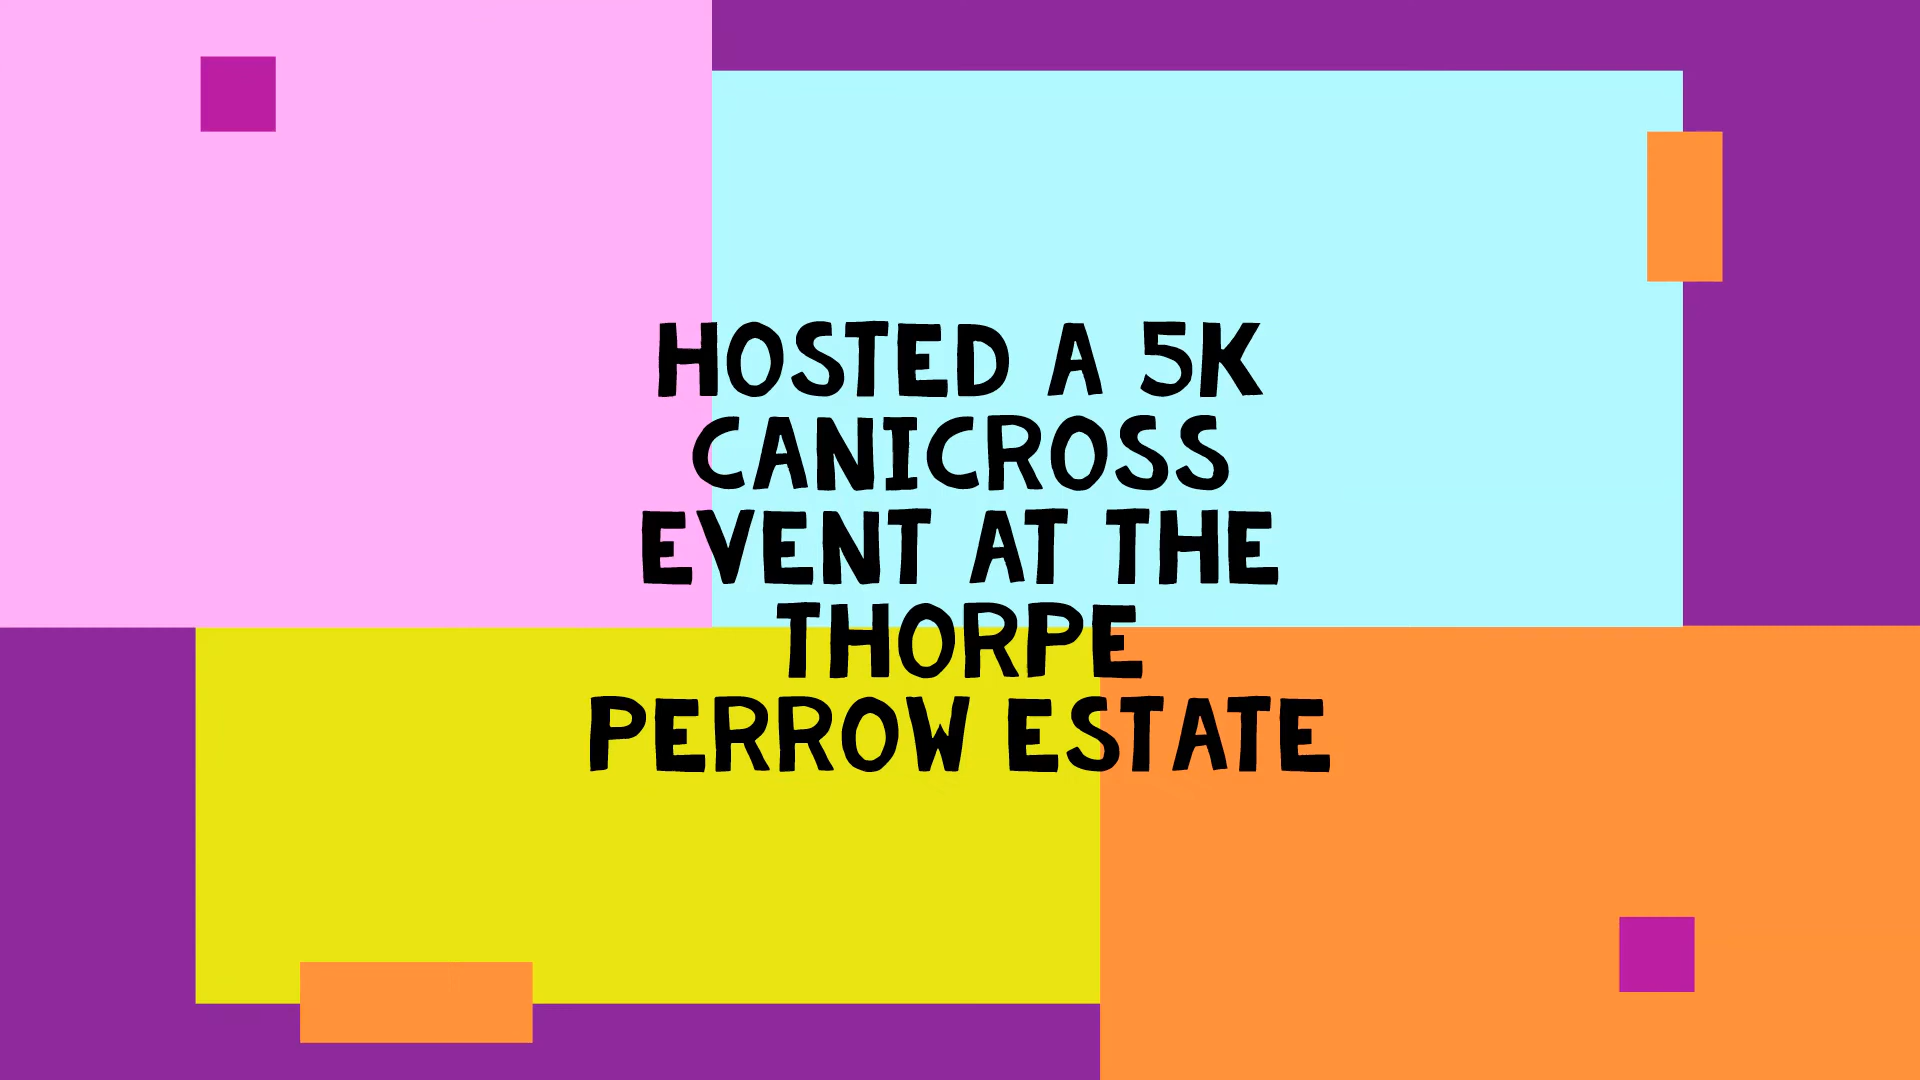 HOSTED A 5K
CANICROSS
EVENT AT THE
THORPE
PERROW ESTATE